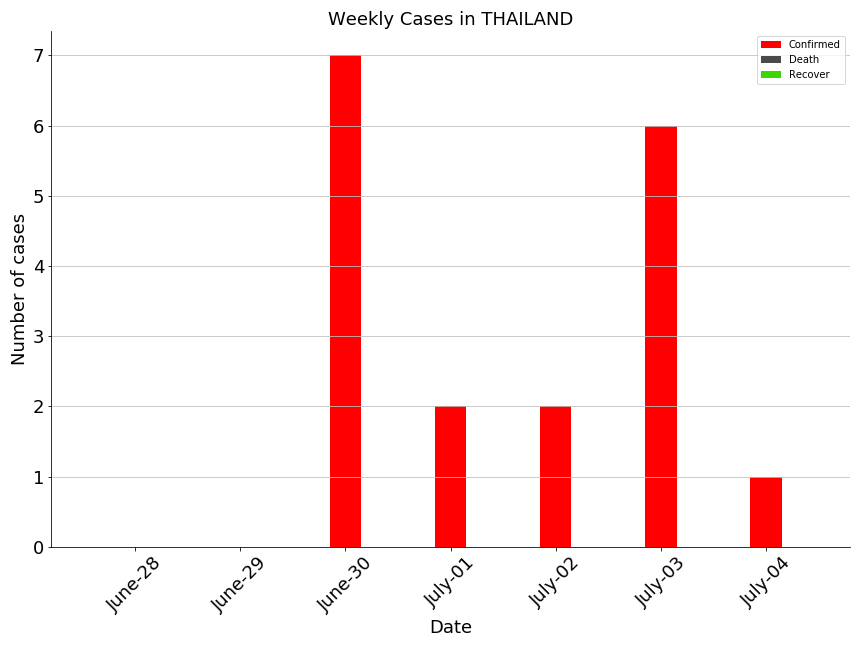 Weekly Cases in THAILAND
Confirmed
Death
Recover
Number of cases
7
6
5
4
3
2
1
0
June-28 June-29 June-30 July-01 July-02 July-03 July-04
Date